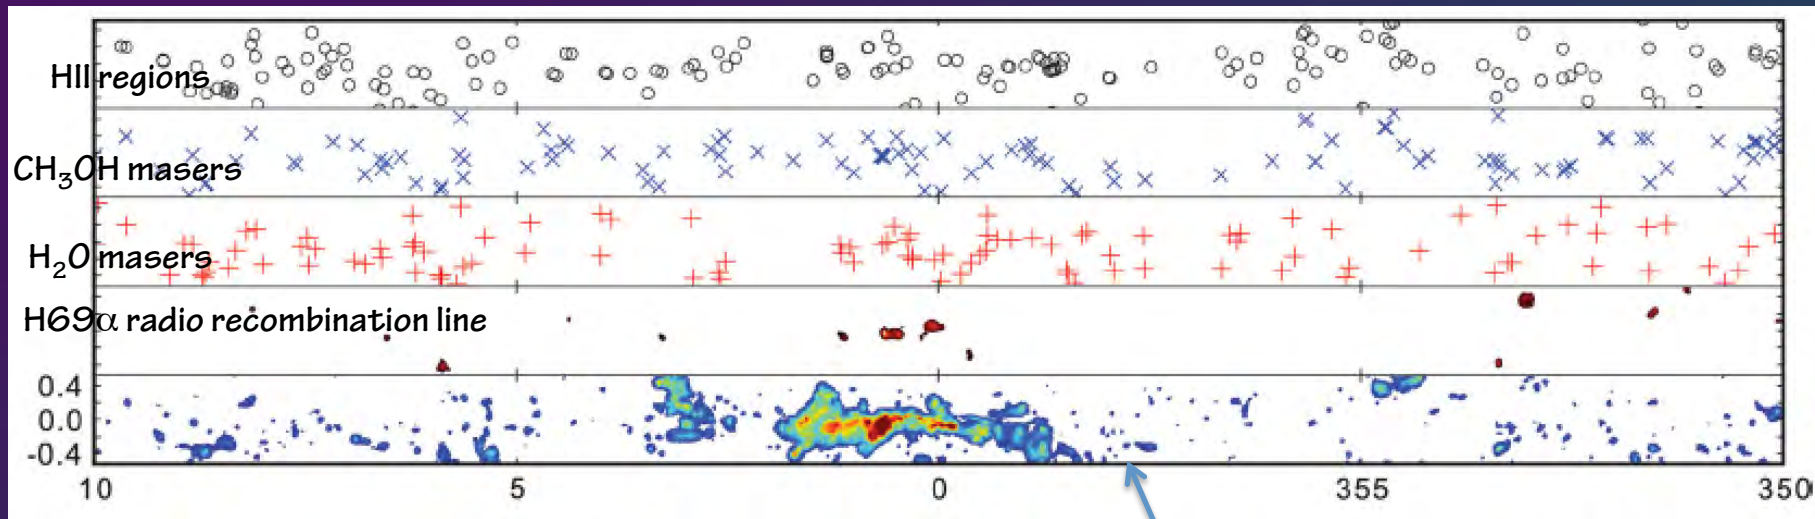 HII regions
CH₃OH masers
H₂O masers
H69α radio recombination line
0.4
0.0
-0.4
10 5 0 355 350